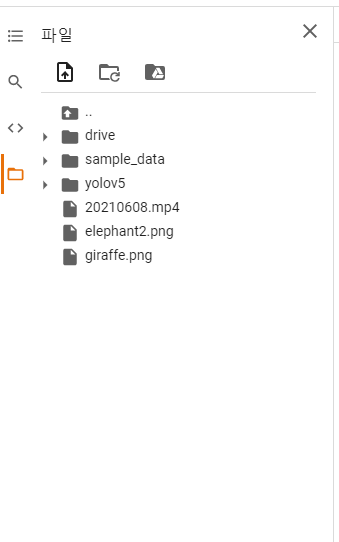 파일
..
drive
sample_data
yolov5
20210608.mp4
elephant2.png
giraffe.png